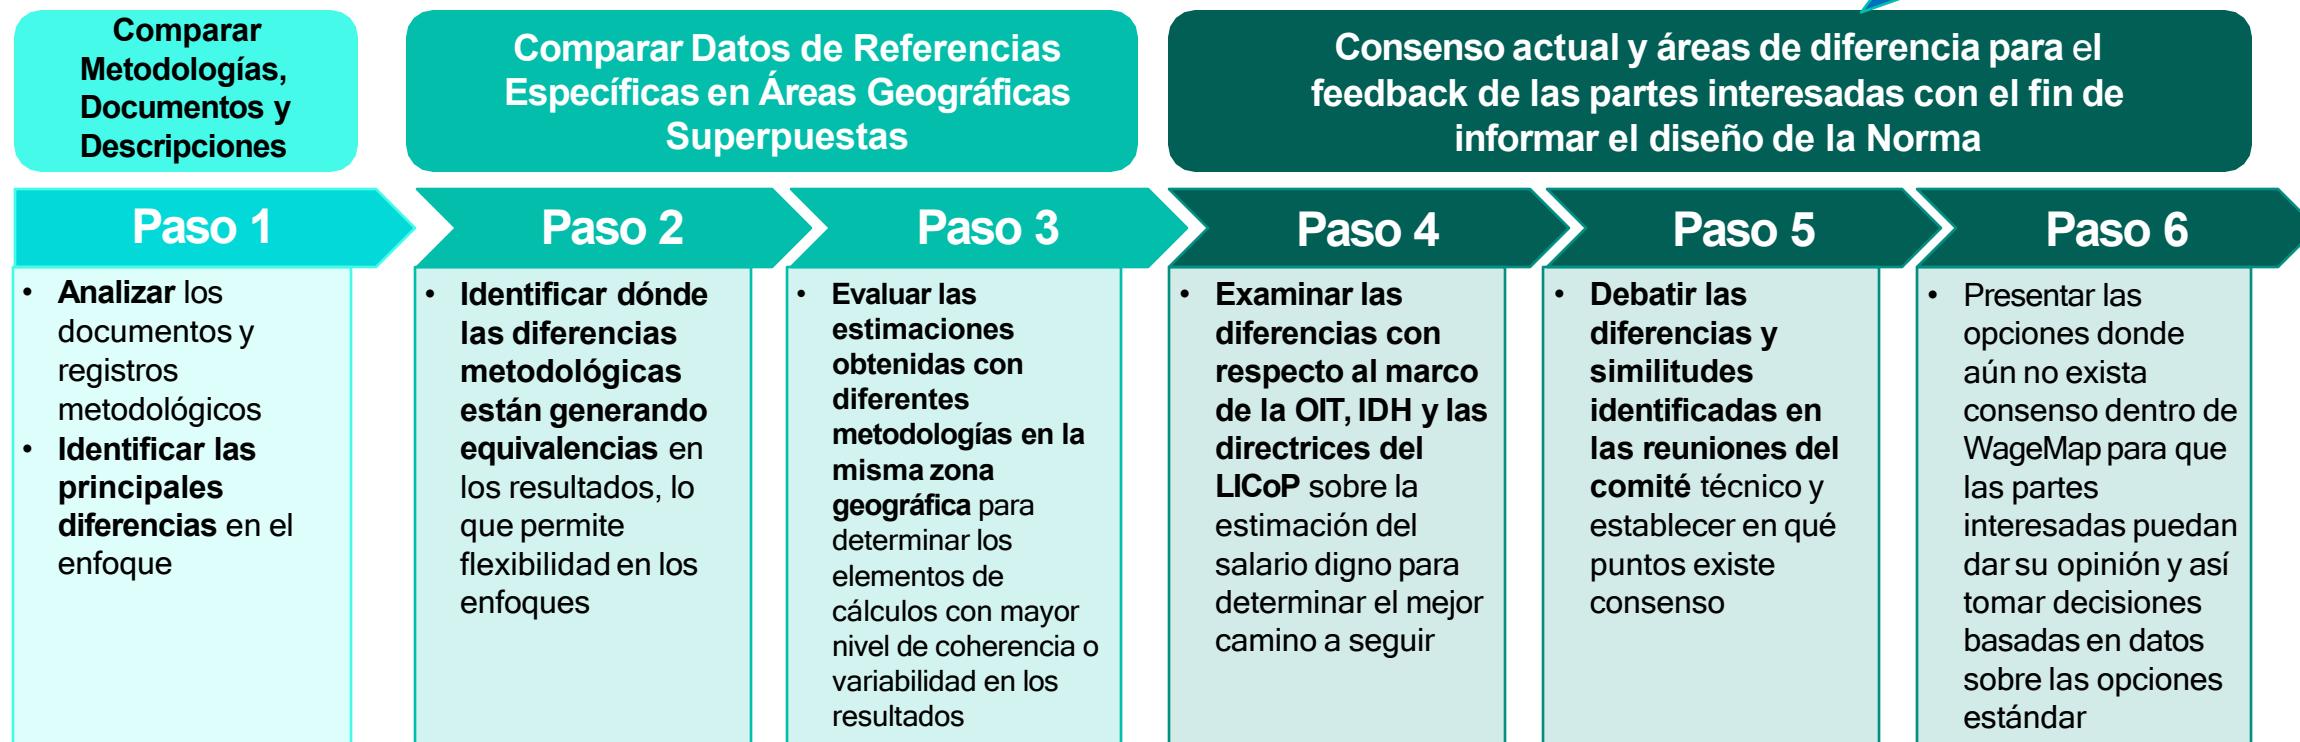 Comparar
Metodologías,
Documentos y
Descripciones
Comparar Datos de Referencias
Específicas en Áreas Geográficas
Superpuestas
Consenso actual y áreas de diferencia para el
feedback de las partes interesadas con el fin de
informar el diseño de la Norma
Paso 1
• Analizar los
documentos y
registros
metodológicos
• Identificar las
principales
diferencias en el
enfoque
Paso 2
• Identificar dónde
las diferencias
metodológicas
están generando
equivalencias en
los resultados, lo
que permite
flexibilidad en los
enfoques
Paso 3
• Evaluar las
estimaciones
obtenidas con
diferentes
metodologías en la
misma zona
geográfica para
determinar los
elementos de
cálculos con mayor
nivel de coherencia o
variabilidad en los
resultados
Paso 4
• Examinar las
diferencias con
respecto al marco
de la OIT, IDH y las
directrices del
LICoP sobre la
estimación del
salario digno para
determinar el mejor
camino a seguir
Paso 5
• Debatir las
diferencias y
similitudes
identificadas en
las reuniones del
comité técnico y
establecer en qué
puntos existe
consenso
Paso 6
• Presentar las
opciones donde
aún no exista
consenso dentro de
WageMap para que
las partes
interesadas puedan
dar su opinión y así
tomar decisiones
basadas en datos
sobre las opciones
estándar